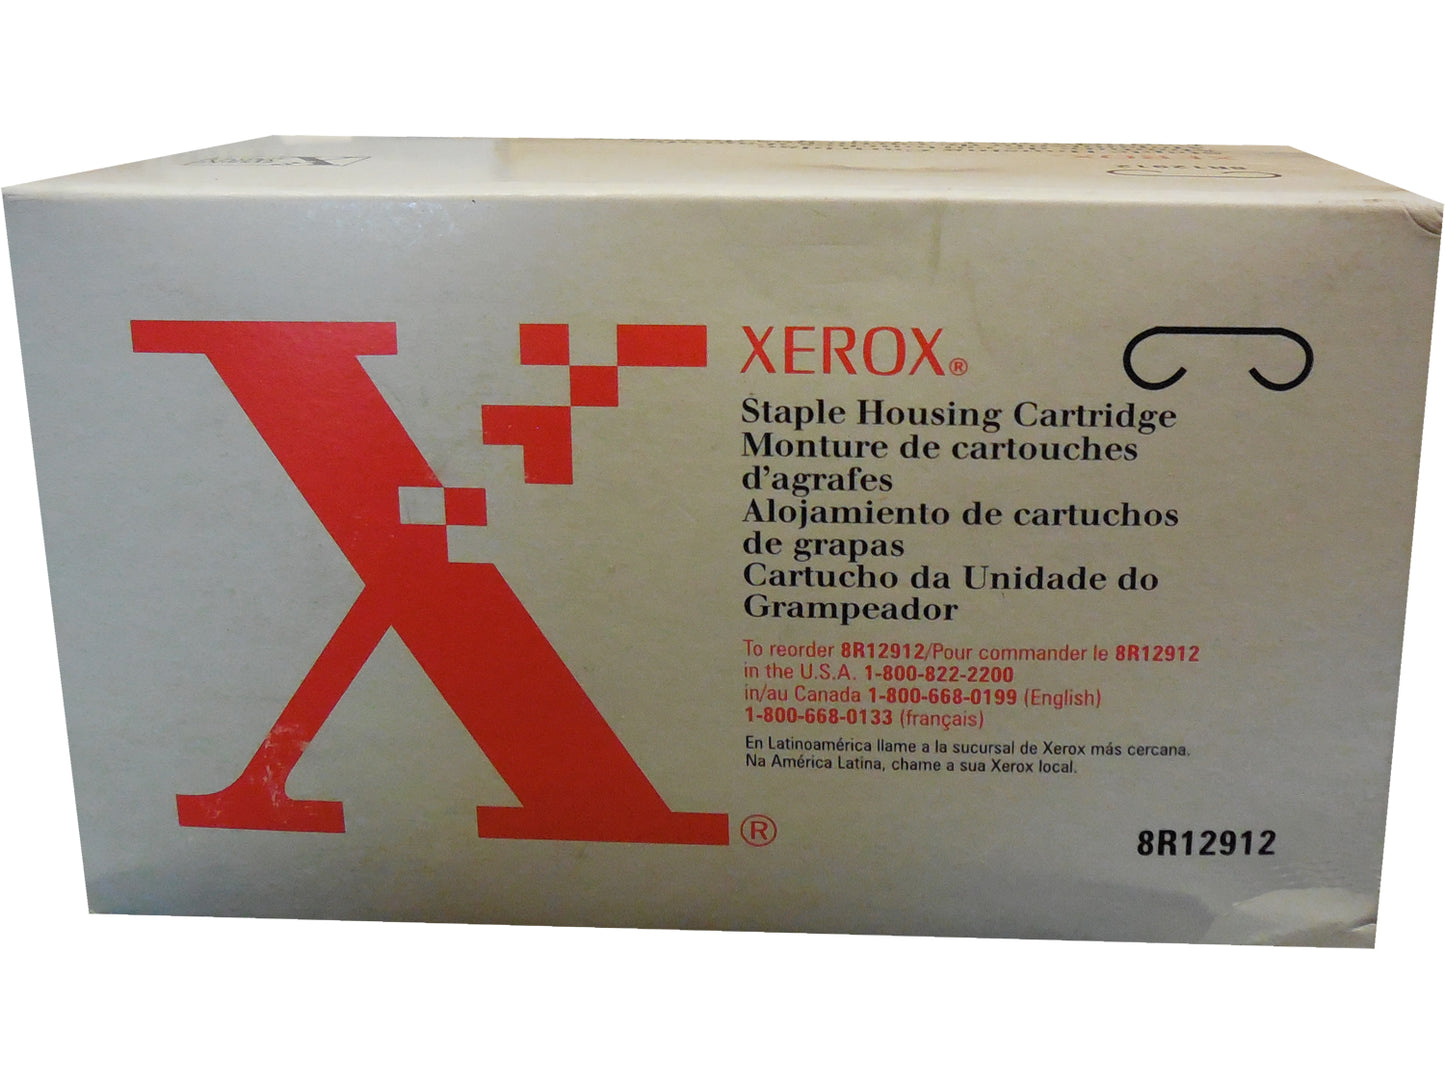 8R12912
XEROX®
Staple Housing Cartridge
Monture de cartouches
d'agrafes
Alojamiento de cartuchos
de grapas
Cartucho da Unidade do
Grampeador
To reorder 8R12912/Pour commander le 8R12912
in the U.S.A. 1-800-822-2200
in/au Canada 1-800-668-0199 (English)
1-800-668-0133 (français)
En Latinoamérica llame a la sucursal de Xerox más cercana.
Na América Latina, chame a sua Xerox local.
®
8R12912